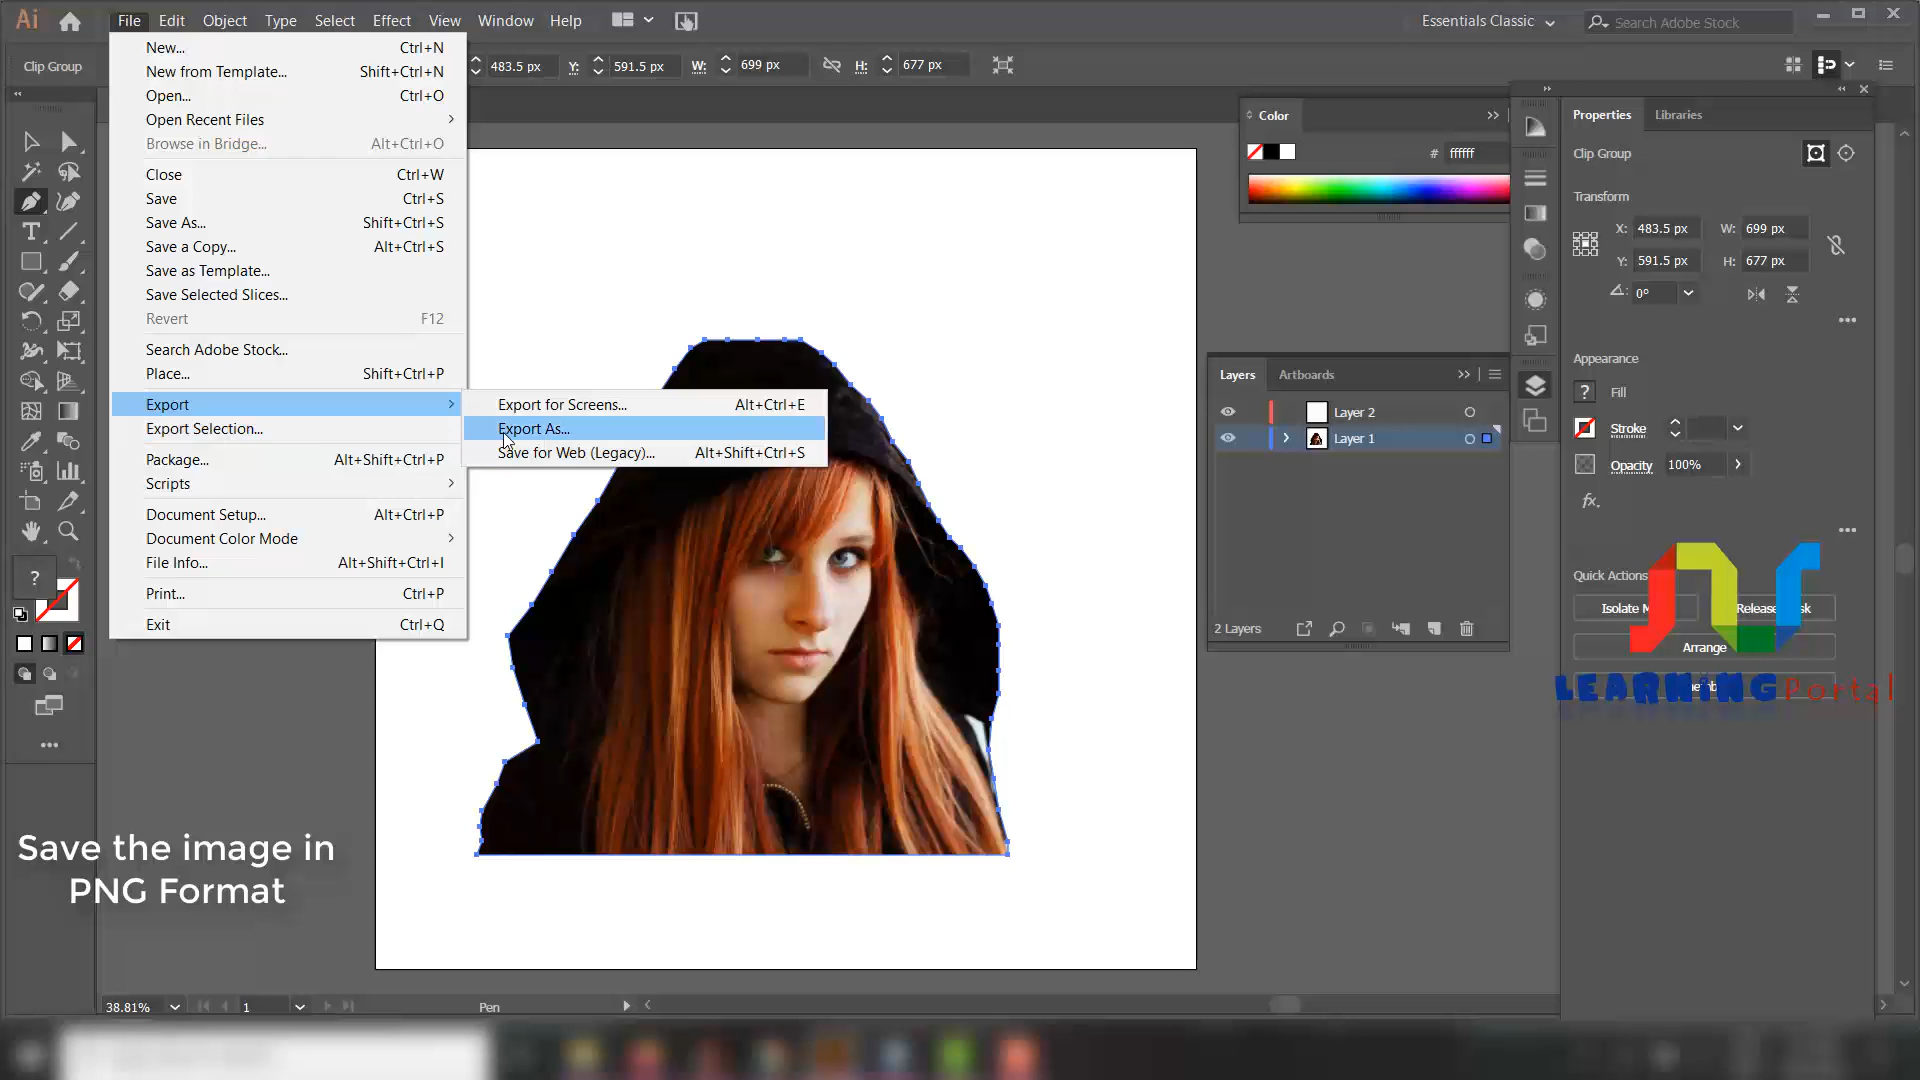 Ai
File Edit Object Type Select Effect View Window Help
Essentials Classic
Search Adobe Stock
Clip Group
483.5 px Y: 591.5 px W: 699 px H: 677 px
New... Ctrl+N
New from Template... Shift+Ctrl+N
Open... Ctrl+O
Open Recent Files
Browse in Bridge... Alt+Ctrl+O
Close Ctrl+W
Save Ctrl+S
Save As... Shift+Ctrl+S
Save a Copy... Alt+Ctrl+S
Save as Template...
Save Selected Slices...
Revert F12
Search Adobe Stock...
Place... Shift+Ctrl+P
Export
Export Selection...
Package... Alt+Shift+Ctrl+P
Scripts
Document Setup... Alt+Ctrl+P
Document Color Mode
File Info... Alt+Shift+Ctrl+I
Print... Ctrl+P
Exit Ctrl+Q
Export for Screens... Alt+Ctrl+E
Export As...
Save for Web (Legacy)... Alt+Shift+Ctrl+S
Color
# ffffff
Layers Artboards
Layer 2
Layer 1
2 Layers
Properties Libraries
Clip Group
Transform
X: 483.5 px W: 699 px
Y: 591.5 px H: 677 px
0°
Appearance
? Fill
Stroke
Opacity 100%
fx.
Quick Actions
Isolate
Release
Arrange
LEARNiNG Portal
?
Save the image in
PNG Format
38.81% 1 Pen